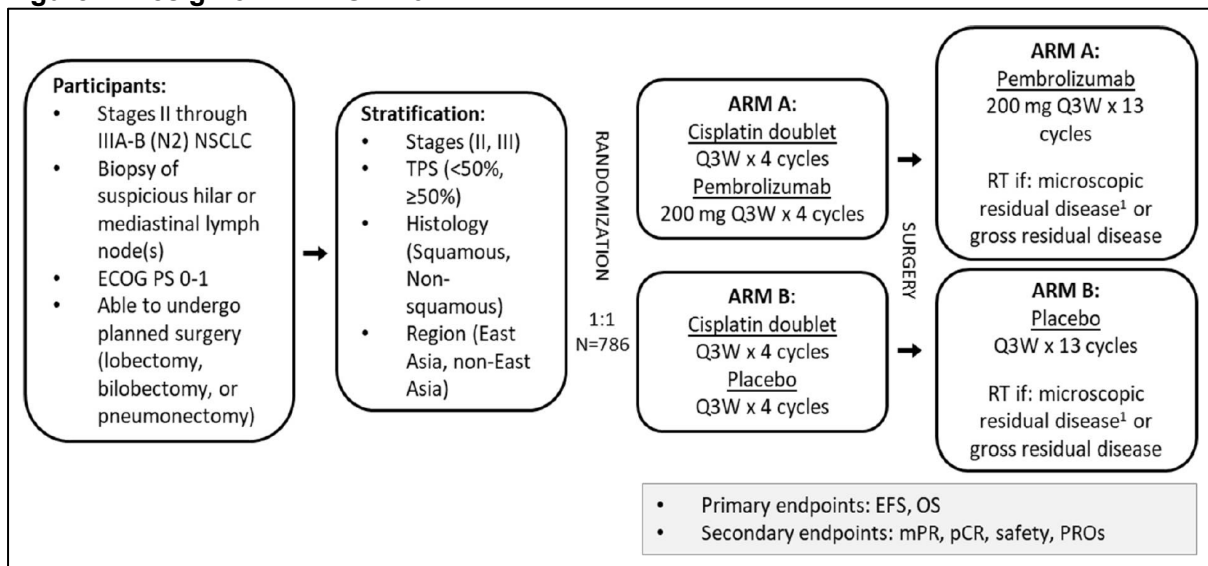 Participants:
• Stages II through
IIIA-B (N2) NSCLC
• Biopsy of
suspicious hilar or
mediastinal lymph
node(s)
• ECOG PS 0-1
• Able to undergo
planned surgery
(lobectomy,
bilobectomy, or
pneumonectomy)
Stratification:
• Stages (II, III)
• TPS (<50%,
≥50%)
• Histology
(Squamous,
Non-
squamous)
• Region (East
Asia, non-East
Asia)
RANDOMIZATION
1:1
N=786
ARM A:
Cisplatin doublet
Q3W x 4 cycles
Pembrolizumab
200 mg Q3W x 4 cycles
ARM B:
Cisplatin doublet
Q3W x 4 cycles
Placebo
Q3W x 4 cycles
SURGERY
ARM A:
Pembrolizumab
200 mg Q3W x 13
cycles
RT if: microscopic
residual disease¹ or
gross residual disease
ARM B:
Placebo
Q3W x 13 cycles
RT if: microscopic
residual disease¹ or
gross residual disease
• Primary endpoints: EFS, OS
• Secondary endpoints: mPR, pCR, safety, PROs